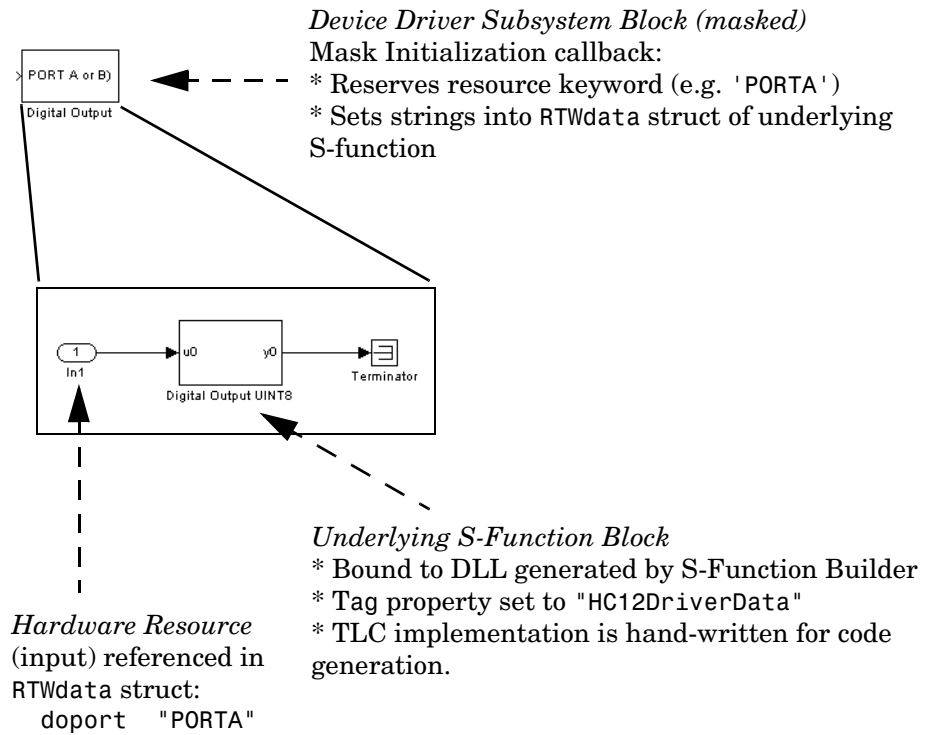 Device Driver Subsystem Block (masked)
Mask Initialization callback:
* Reserves resource keyword (e.g. 'PORTA')
* Sets strings into RTWdata struct of underlying
S-function
PORT A or B)
Digital Output
1
In1
u0
y0
Digital Output UINT8
Terminator
Underlying S-Function Block
* Bound to DLL generated by S-Function Builder
* Tag property set to "HC12DriverData"
* TLC implementation is hand-written for code
generation.
Hardware Resource
(input) referenced in
RTWdata struct:
doport "PORTA"